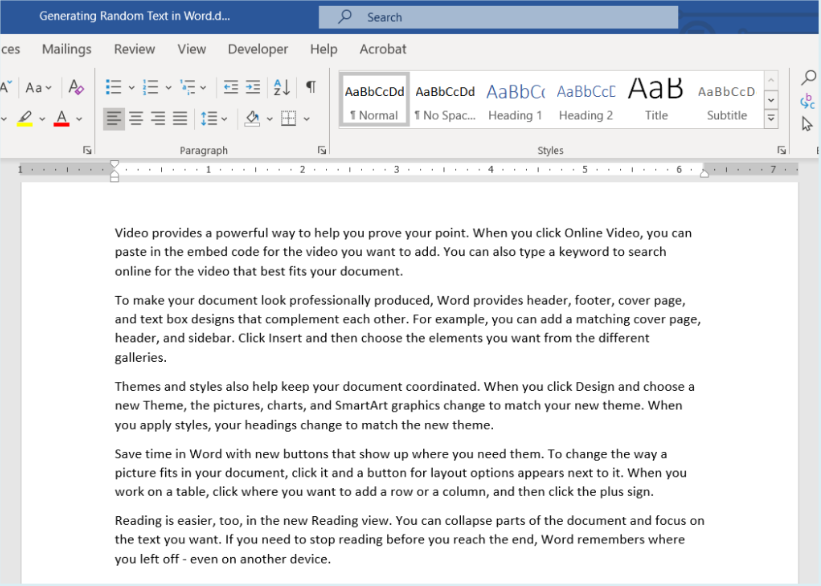 Generating Random Text in Word.d...
Search
ces Mailings Review View Developer Help Acrobat
A Aa A
A
AaBbCcDd AaBbCcDd AaBbC AaBbCcD AaB AaBbCcD
¶ Normal ¶ No Spac... Heading 1 Heading 2 Title Subtitle
Paragraph Styles
1 1 2 3 4 5 6 7
Video provides a powerful way to help you prove your point. When you click Online Video, you can
paste in the embed code for the video you want to add. You can also type a keyword to search
online for the video that best fits your document.
To make your document look professionally produced, Word provides header, footer, cover page,
and text box designs that complement each other. For example, you can add a matching cover page,
header, and sidebar. Click Insert and then choose the elements you want from the different
galleries.
Themes and styles also help keep your document coordinated. When you click Design and choose a
new Theme, the pictures, charts, and SmartArt graphics change to match your new theme. When
you apply styles, your headings change to match the new theme.
Save time in Word with new buttons that show up where you need them. To change the way a
picture fits in your document, click it and a button for layout options appears next to it. When you
work on a table, click where you want to add a row or a column, and then click the plus sign.
Reading is easier, too, in the new Reading view. You can collapse parts of the document and focus on
the text you want. If you need to stop reading before you reach the end, Word remembers where
you left off - even on another device.